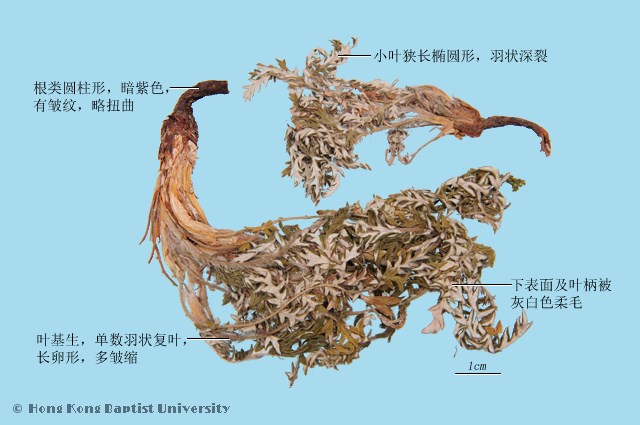 小叶狭长椭圆形，羽状深裂
根类圆柱形，暗紫色，
有皱纹，略扭曲
下表面及叶柄被
灰白色柔毛
叶基生，单数羽状复叶，
长卵形，多皱缩
1cm
© Hong Kong Baptist University